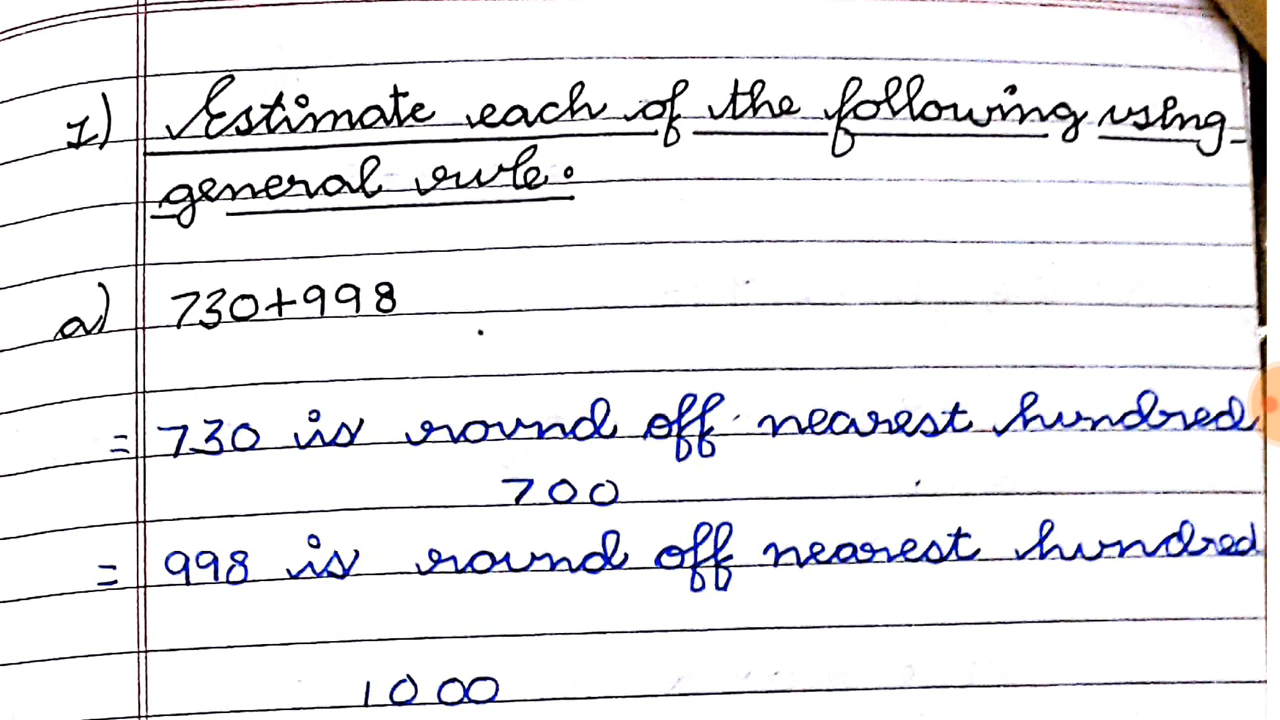 1) Estimate each of the following using
general rule.
a) 730+998
= 730 is round off nearest hundred
700
= 998 is round off nearest hundred
1000